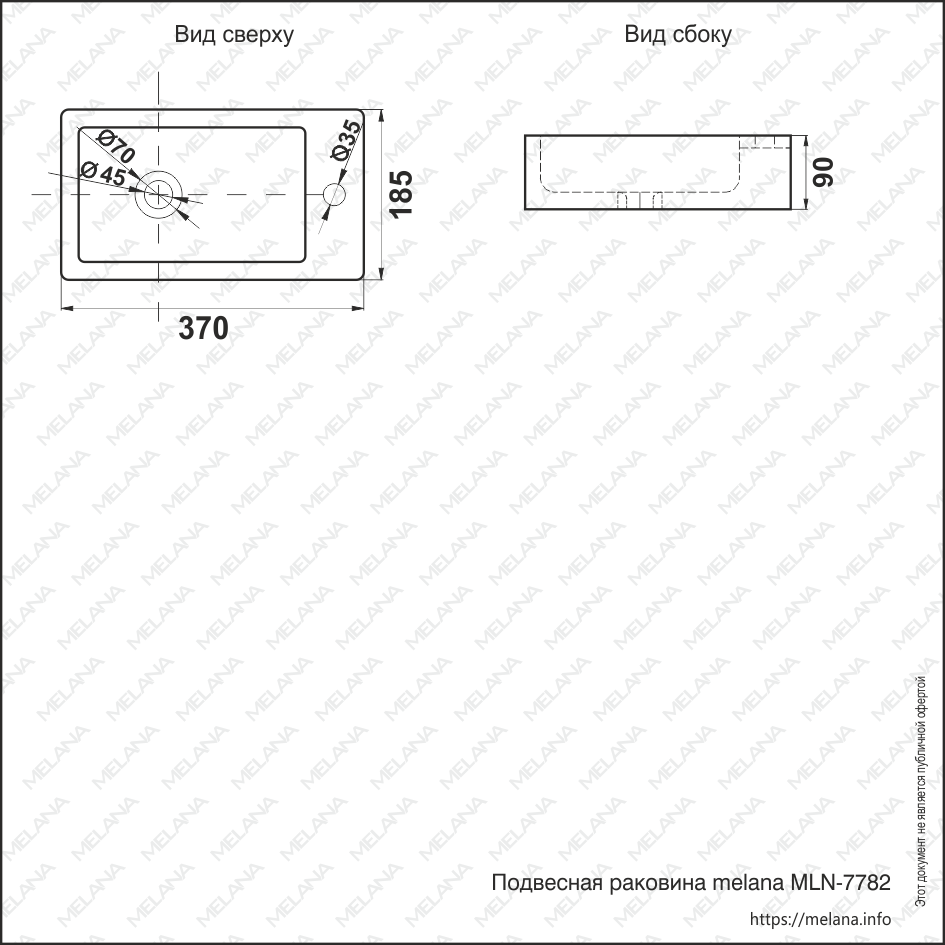 Вид сверху
Вид сбоку
Ø70
Ø45
Ø35
185
370
90
Этот документ не является публичной офертой
Подвесная раковина melana MLN-7782
https://melana.info
MELANA